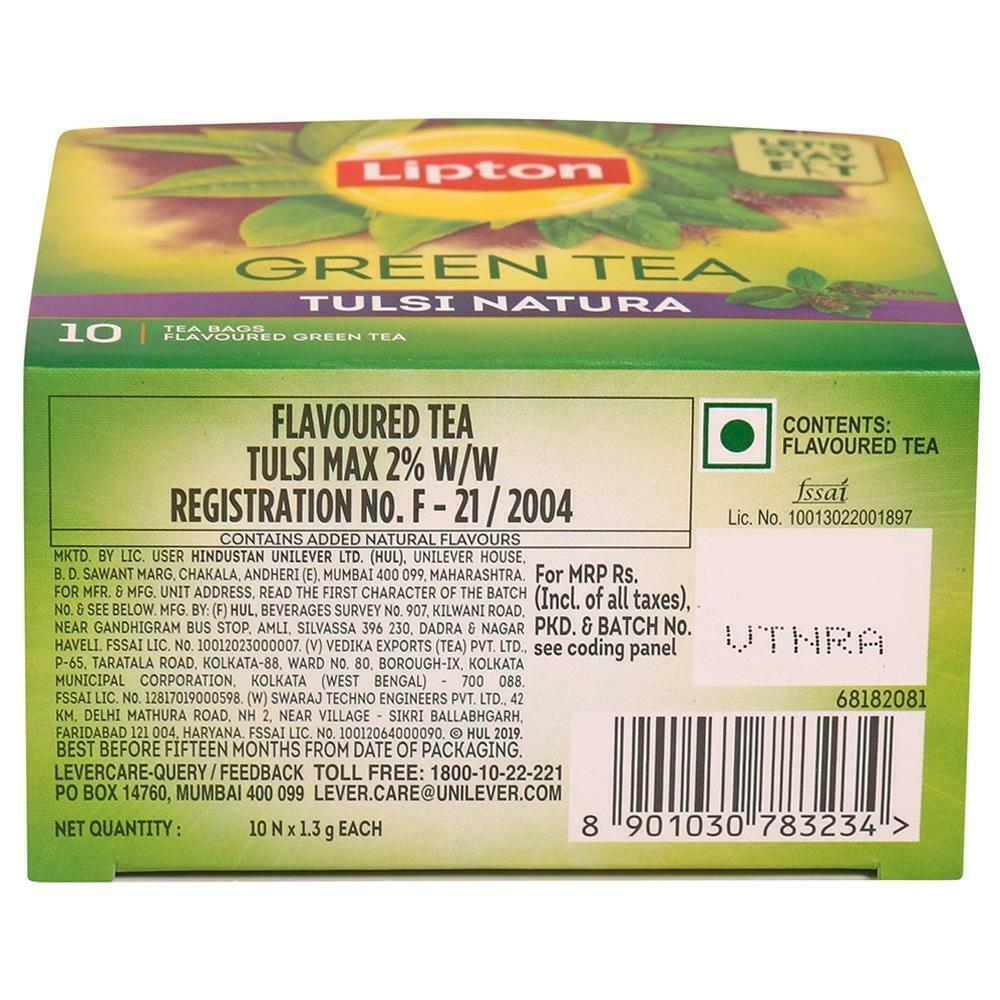 Lipton
LET'S
STAY
FIT
GREEN TEA
TULSI NATURA
10 | TEA BAGS
FLAVOURED GREEN TEA
FLAVOURED TEA
TULSI MAX 2% W/W
REGISTRATION No. F - 21 / 2004
CONTAINS ADDED NATURAL FLAVOURS
MKTD. BY LIC. USER HINDUSTAN UNILEVER LTD. (HUL), UNILEVER HOUSE,
B. D. SAWANT MARG, CHAKALA, ANDHERI (E), MUMBAI 400 099, MAHARASHTRA.
FOR MFR. & MFG. UNIT ADDRESS, READ THE FIRST CHARACTER OF THE BATCH
No. & SEE BELOW. MFG. BY: (F) HUL, BEVERAGES SURVEY No. 907, KILWANI ROAD,
NEAR GANDHIGRAM BUS STOP, AMLI, SILVASSA 396 230, DADRA & NAGAR
HAVELI. FSSAI LIC. No. 10012023000007. (V) VEDIKA EXPORTS (TEA) PVT. LTD.,
P-65, TARATALA ROAD, KOLKATA-88, WARD No. 80, BOROUGH-IX, KOLKATA
MUNICIPAL CORPORATION, KOLKATA (WEST BENGAL) - 700 088.
FSSAI LIC. No. 12817019000598. (W) SWARAJ TECHNO ENGINEERS PVT. LTD., 42
KM, DELHI MATHURA ROAD, NH 2, NEAR VILLAGE - SIKRI BALLABHGARH,
FARIDABAD 121 004, HARYANA. FSSAI LIC. No. 10012064000090. © HUL 2019.
BEST BEFORE FIFTEEN MONTHS FROM DATE OF PACKAGING.
LEVERCARE-QUERY / FEEDBACK TOLL FREE: 1800-10-22-221
PO BOX 14760, MUMBAI 400 099 LEVER.CARE@UNILEVER.COM
NET QUANTITY : 10 N x 1.3 g EACH
For MRP Rs.
(Incl. of all taxes),
PKD. & BATCH No.
see coding panel
CONTENTS:
FLAVOURED TEA
fssai
Lic. No. 10013022001897
VTNRA
68182081
8 901030 783234 >